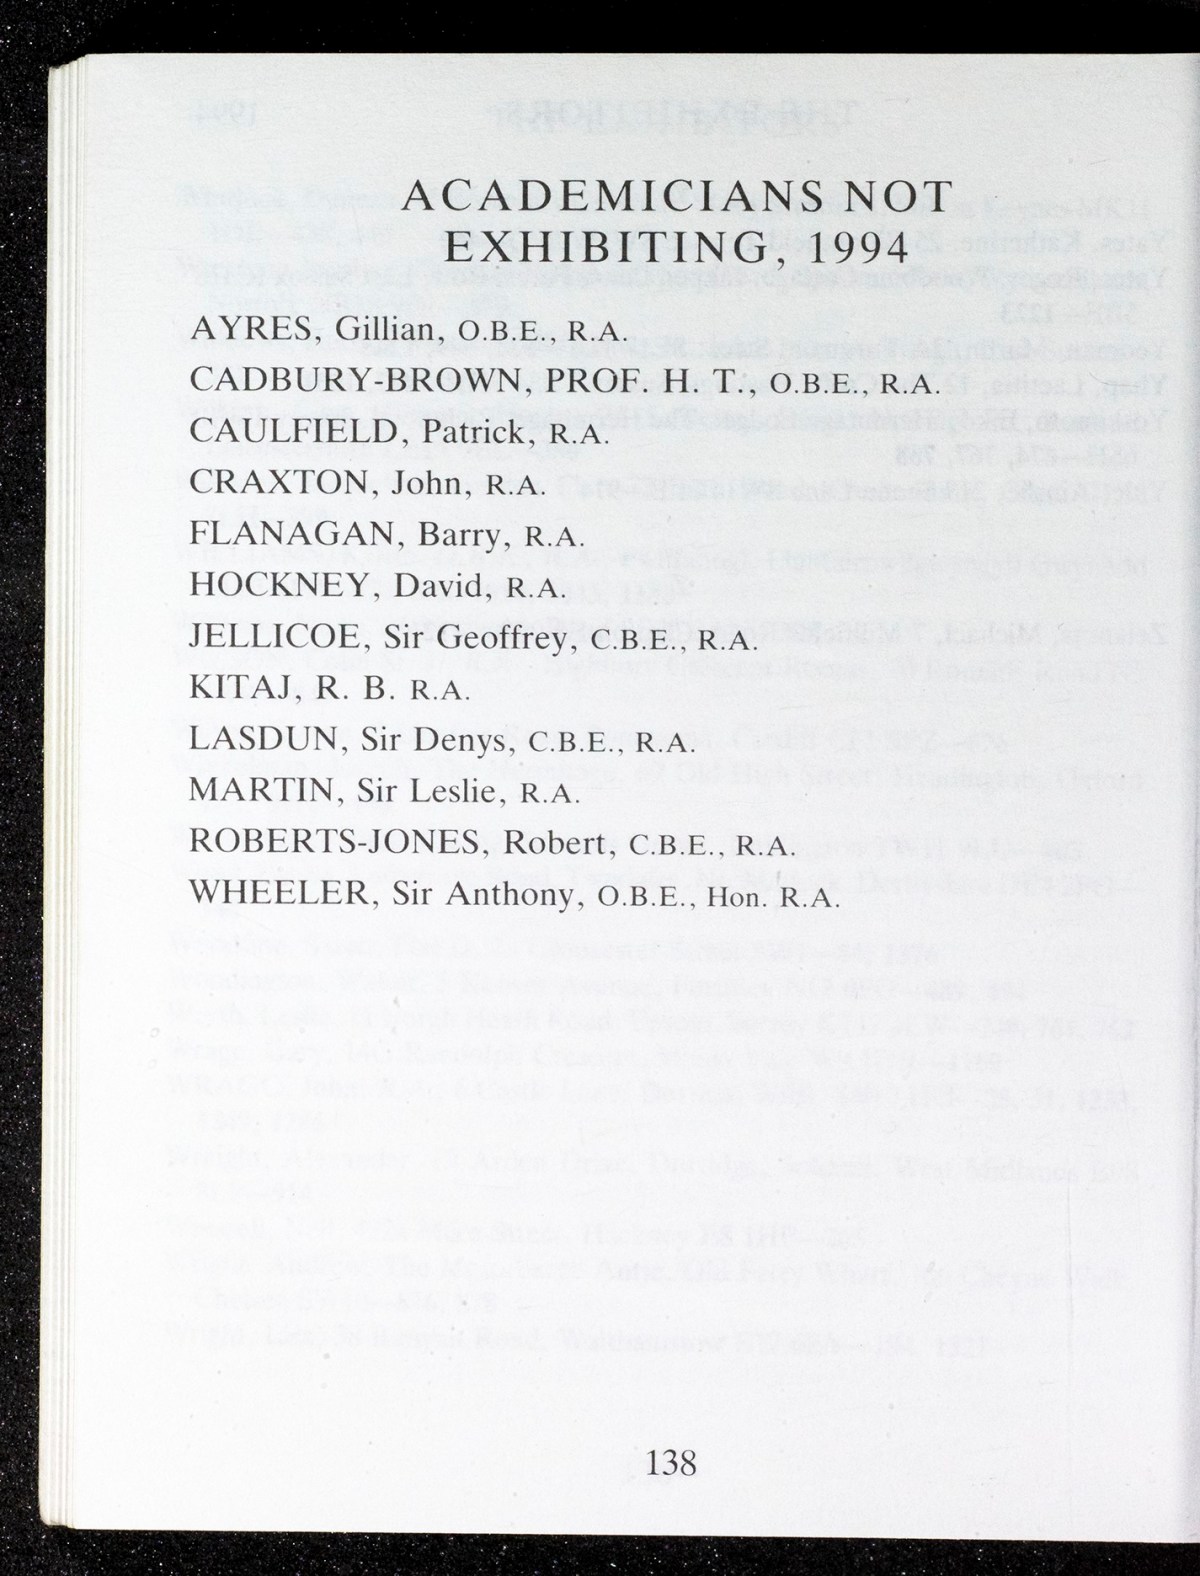 ACADEMICIANS NOT
EXHIBITING, 1994
AYRES, Gillian, O.B.E., R.A.
CADBURY-BROWN, PROF. H. T., O.B.E., R.A.
CAULFIELD, Patrick, R.A.
CRAXTON, John, R.A.
FLANAGAN, Barry, R.A.
HOCKNEY, David, R.A.
JELLICOE, Sir Geoffrey, C.B.E., R.A.
KITAJ, R. B. R.A.
LASDUN, Sir Denys, C.B.E., R.A.
MARTIN, Sir Leslie, R.A.
ROBERTS-JONES, Robert, C.B.E., R.A.
WHEELER, Sir Anthony, O.B.E., Hon. R.A.
138